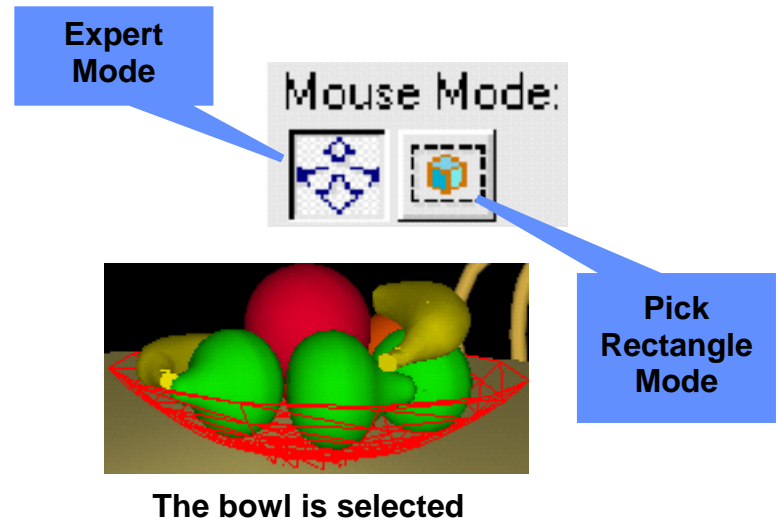 Expert
Mode
Mouse Mode:
Pick
Rectangle
Mode
The bowl is selected